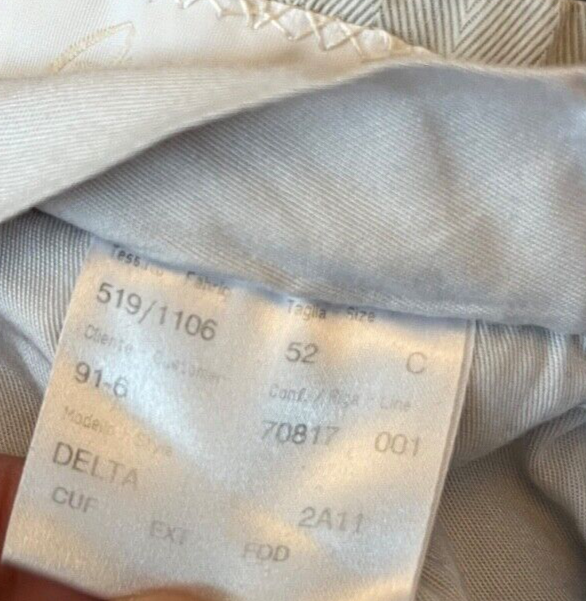 Tessuto Fabric
519/1106
Taglia Size
52 C
Cliente - Customer
91-6
Conf./Riga - Line
70817 001
Modello - Style
DELTA
2A11
CUF EXT FDD